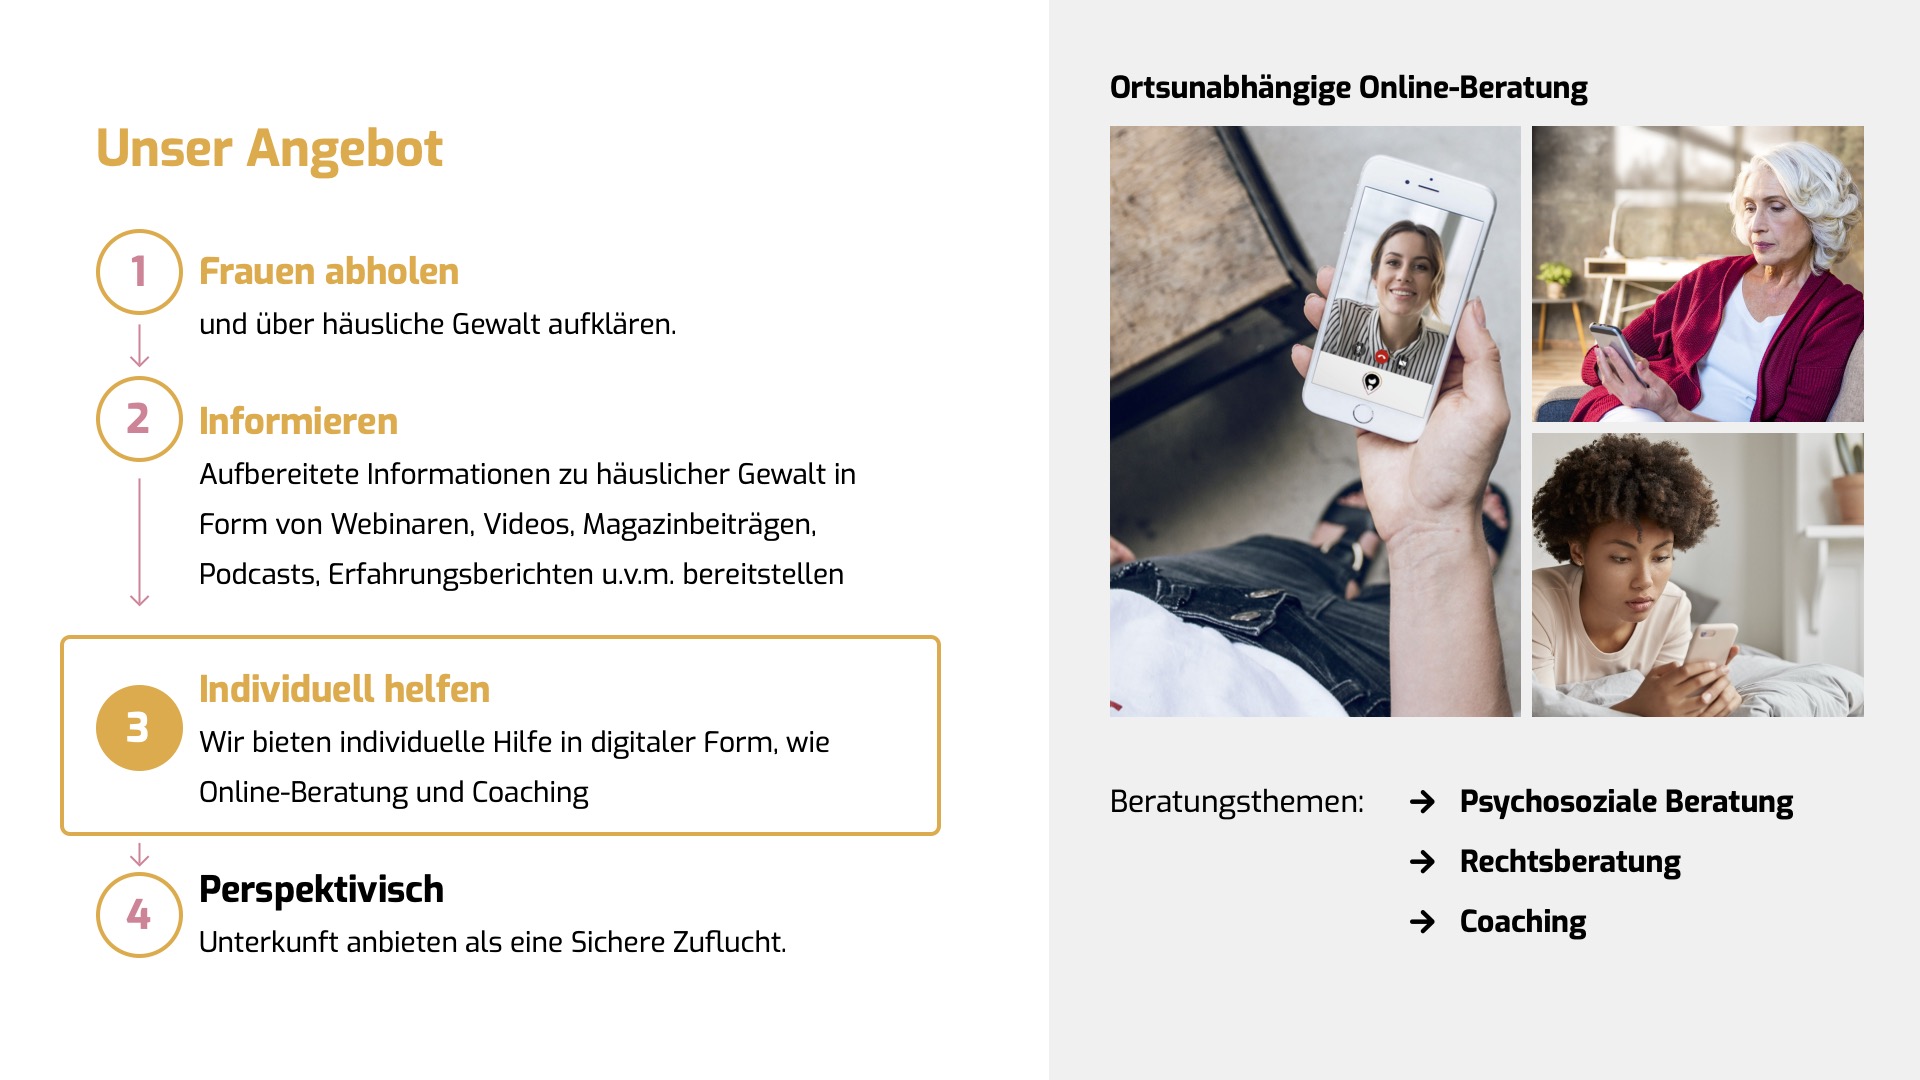 Unser Angebot
1
Frauen abholen
und über häusliche Gewalt aufklären.
2
Informieren
Aufbereitete Informationen zu häuslicher Gewalt in
Form von Webinaren, Videos, Magazinbeiträgen,
Podcasts, Erfahrungsberichten u.v.m. bereitstellen
3
Individuell helfen
Wir bieten individuelle Hilfe in digitaler Form, wie
Online-Beratung und Coaching
4
Perspektivisch
Unterkunft anbieten als eine Sichere Zuflucht.
Ortsunabhängige Online-Beratung
Beratungsthemen:
→ Psychosoziale Beratung
→ Rechtsberatung
→ Coaching